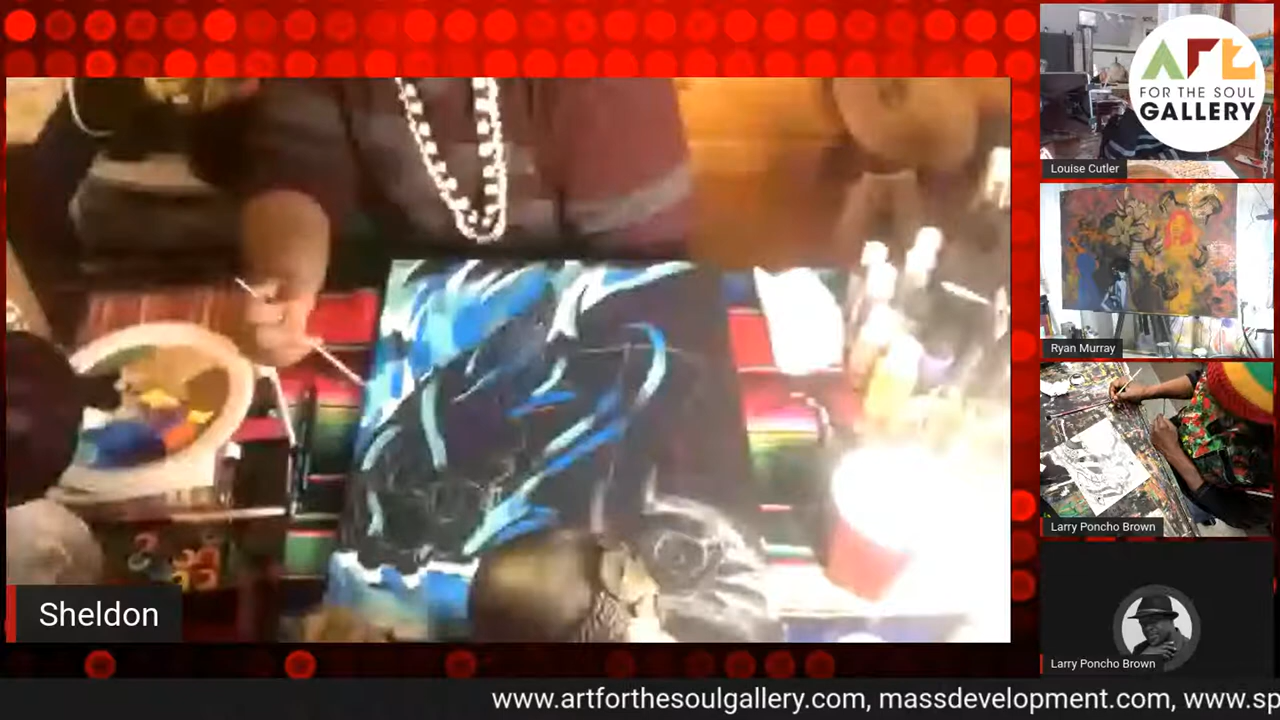 ART
FOR THE SOUL
GALLERY
Louise Cutler
Ryan Murray
Larry Poncho Brown
Larry Poncho Brown
Sheldon
www.artforthesoulgallery.com, massdevelopment.com, www.sp